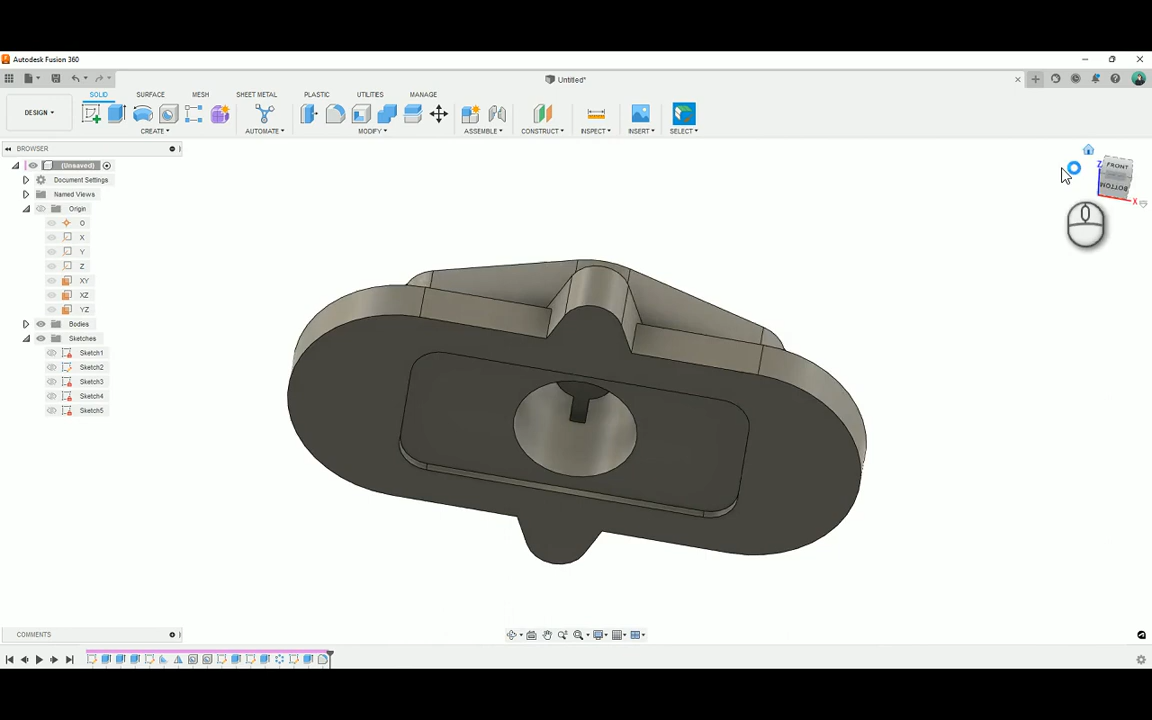 Autodesk Fusion 360
Untitled*
DESIGN
SOLID SURFACE MESH SHEET METAL PLASTIC UTILITIES MANAGE
CREATE AUTOMATE MODIFY ASSEMBLE CONSTRUCT INSPECT INSERT SELECT
BROWSER
(Unsaved)
Document Settings
Named Views
Origin
O
X
Y
Z
XY
XZ
YZ
Bodies
Sketches
Sketch1
Sketch2
Sketch3
Sketch4
Sketch5
FRONT
BOTTOM
Z
X
COMMENTS